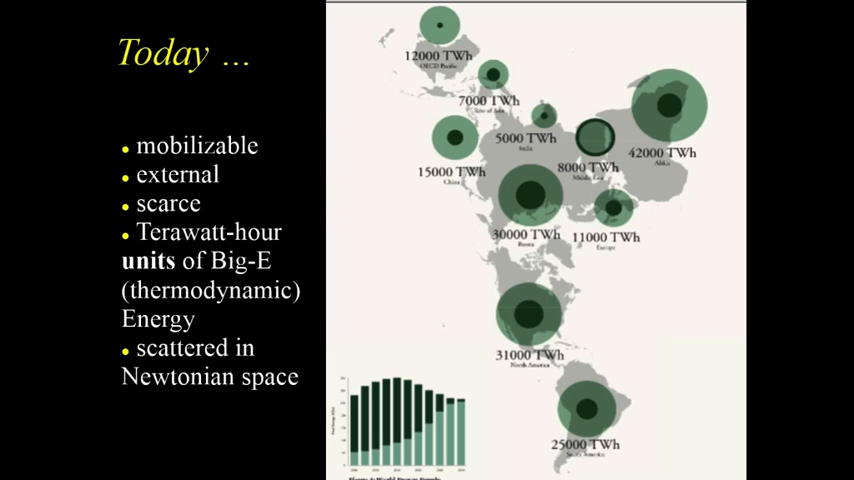 Today ...
• mobilizable
• external
• scarce
• Terawatt-hour
units of Big-E
(thermodynamic)
Energy
• scattered in
Newtonian space
12000 TWh
OECD Pacific
7000 TWh
Rest of Asia
5000 TWh
India
15000 TWh
China
8000 TWh
Middle East
42000 TWh
Africa
30000 TWh
Russia
11000 TWh
Europe
31000 TWh
North America
25000 TWh
South America